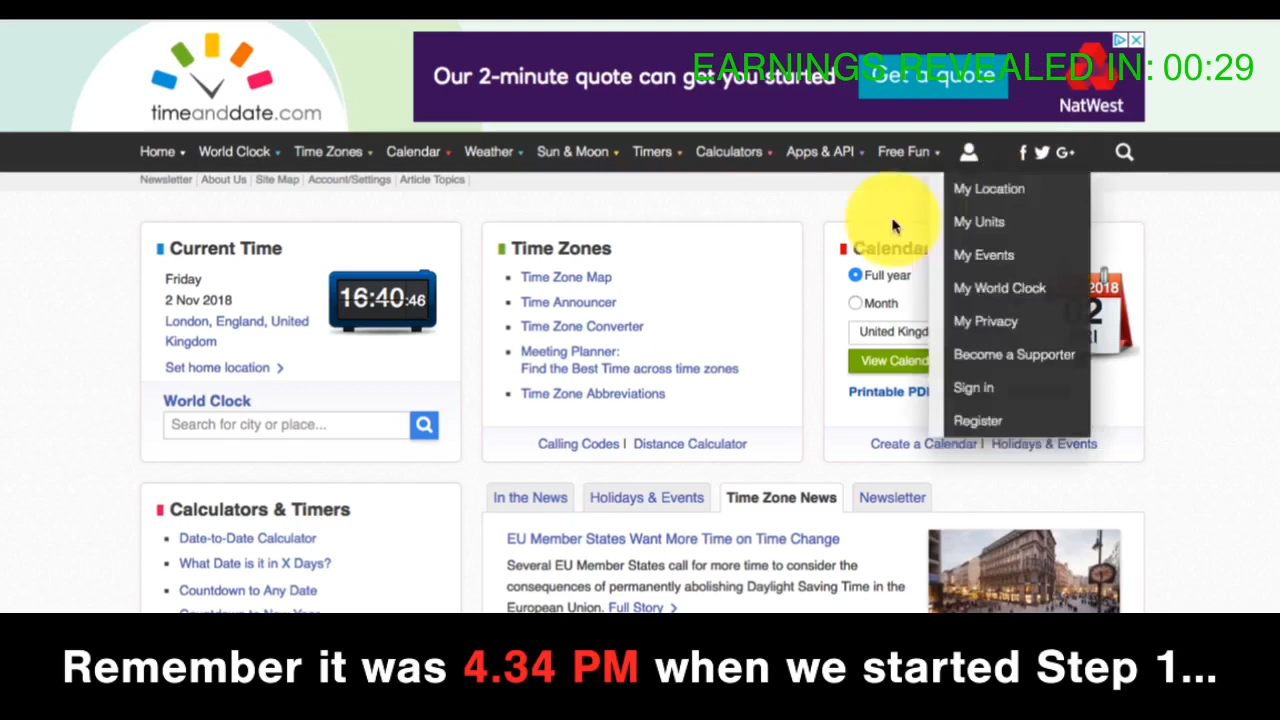 timeanddate.com
Our 2-minute quote can get you started
Get a quote
EARNINGS REVEALED IN: 00:29
NatWest
Home World Clock Time Zones Calendar Weather Sun & Moon Timers Calculators Apps & API Free Fun
Newsletter | About Us | Site Map | Account/Settings | Article Topics |
My Location
My Units
My Events
My World Clock
My Privacy
Become a Supporter
Sign in
Register
Current Time
Friday
2 Nov 2018
London, England, United
Kingdom
16:40:46
Set home location
World Clock
Search for city or place...
Time Zones
Time Zone Map
Time Announcer
Time Zone Converter
Meeting Planner:
Find the Best Time across time zones
Time Zone Abbreviations
Calling Codes | Distance Calculator
Calendar
Full year
Month
United Kingd
View Calend
Printable PD
2018
02
RI
Create a Calendar | Holidays & Events
Calculators & Timers
Date-to-Date Calculator
What Date is it in X Days?
Countdown to Any Date
Countdown to New Year
In the News Holidays & Events Time Zone News Newsletter
EU Member States Want More Time on Time Change
Several EU Member States call for more time to consider the
consequences of permanently abolishing Daylight Saving Time in the
European Union. Full Story
Remember it was 4.34 PM when we started Step 1...